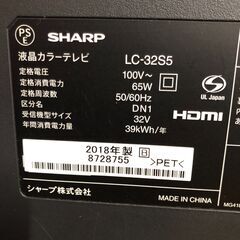 PS
E
SHARP
LC-32S5
液晶カラーテレビ
定格電圧 100V~
定格消費電力 65W
定格周波数 50/60Hz
区分名 DN1
受信機型サイズ 32V
年間消費電力量 39kWh/年
UL Japan
HDMI
2018年製 B
8728755
>PET<
シャープ株式会社
MADE IN CHINA